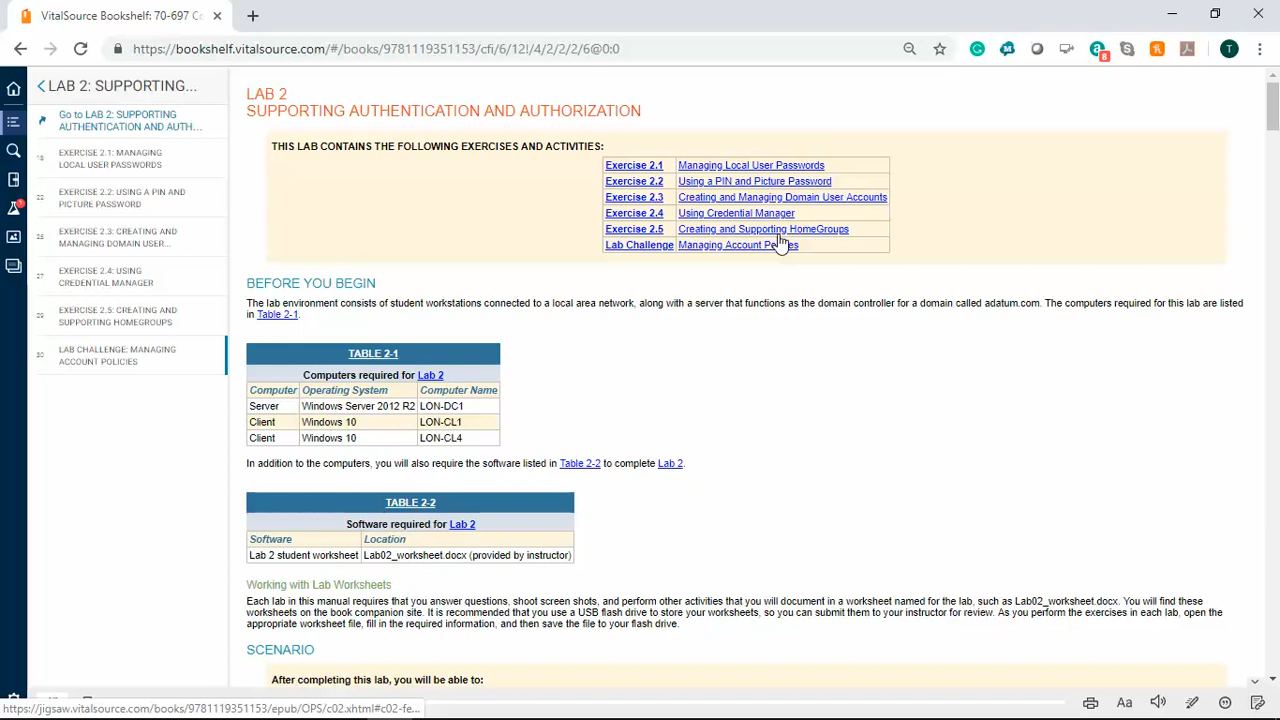 VitalSource Bookshelf: 70-697 Co
https://bookshelf.vitalsource.com/#/books/9781119351153/cfi/6/12!/4/2/2/2/6@0:0
LAB 2: SUPPORTING...
Go to LAB 2: SUPPORTING
AUTHENTICATION AND AUTH...
18 EXERCISE 2.1: MANAGING
LOCAL USER PASSWORDS
22 EXERCISE 2.2: USING A PIN AND
PICTURE PASSWORD
EXERCISE 2.3: CREATING AND
MANAGING DOMAIN USER...
27 EXERCISE 2.4: USING
CREDENTIAL MANAGER
EXERCISE 2.5: CREATING AND
SUPPORTING HOMEGROUPS
LAB CHALLENGE: MANAGING
ACCOUNT POLICIES
LAB 2
SUPPORTING AUTHENTICATION AND AUTHORIZATION
THIS LAB CONTAINS THE FOLLOWING EXERCISES AND ACTIVITIES:
Exercise 2.1 Managing Local User Passwords
Exercise 2.2 Using a PIN and Picture Password
Exercise 2.3 Creating and Managing Domain User Accounts
Exercise 2.4 Using Credential Manager
Exercise 2.5 Creating and Supporting HomeGroups
Lab Challenge Managing Account Policies
BEFORE YOU BEGIN
The lab environment consists of student workstations connected to a local area network, along with a server that functions as the domain controller for a domain called adatum.com. The computers required for this lab are listed
in Table 2-1.
TABLE 2-1
Computers required for Lab 2
Computer Operating System Computer Name
Server Windows Server 2012 R2 LON-DC1
Client Windows 10 LON-CL1
Client Windows 10 LON-CL4
In addition to the computers, you will also require the software listed in Table 2-2 to complete Lab 2.
TABLE 2-2
Software required for Lab 2
Software Location
Lab 2 student worksheet Lab02_worksheet.docx (provided by instructor)
Working with Lab Worksheets
Each lab in this manual requires that you answer questions, shoot screen shots, and perform other activities that you will document in a worksheet named for the lab, such as Lab02_worksheet.docx. You will find these
worksheets on the book companion site. It is recommended that you use a USB flash drive to store your worksheets, so you can submit them to your instructor for review. As you perform the exercises in each lab, open the
appropriate worksheet file, fill in the required information, and then save the file to your flash drive.
SCENARIO
After completing this lab, you will be able to:
https://jigsaw.vitalsource.com/books/9781119351153/epub/OPS/c02.xhtml#c02-fe...
Aa
T